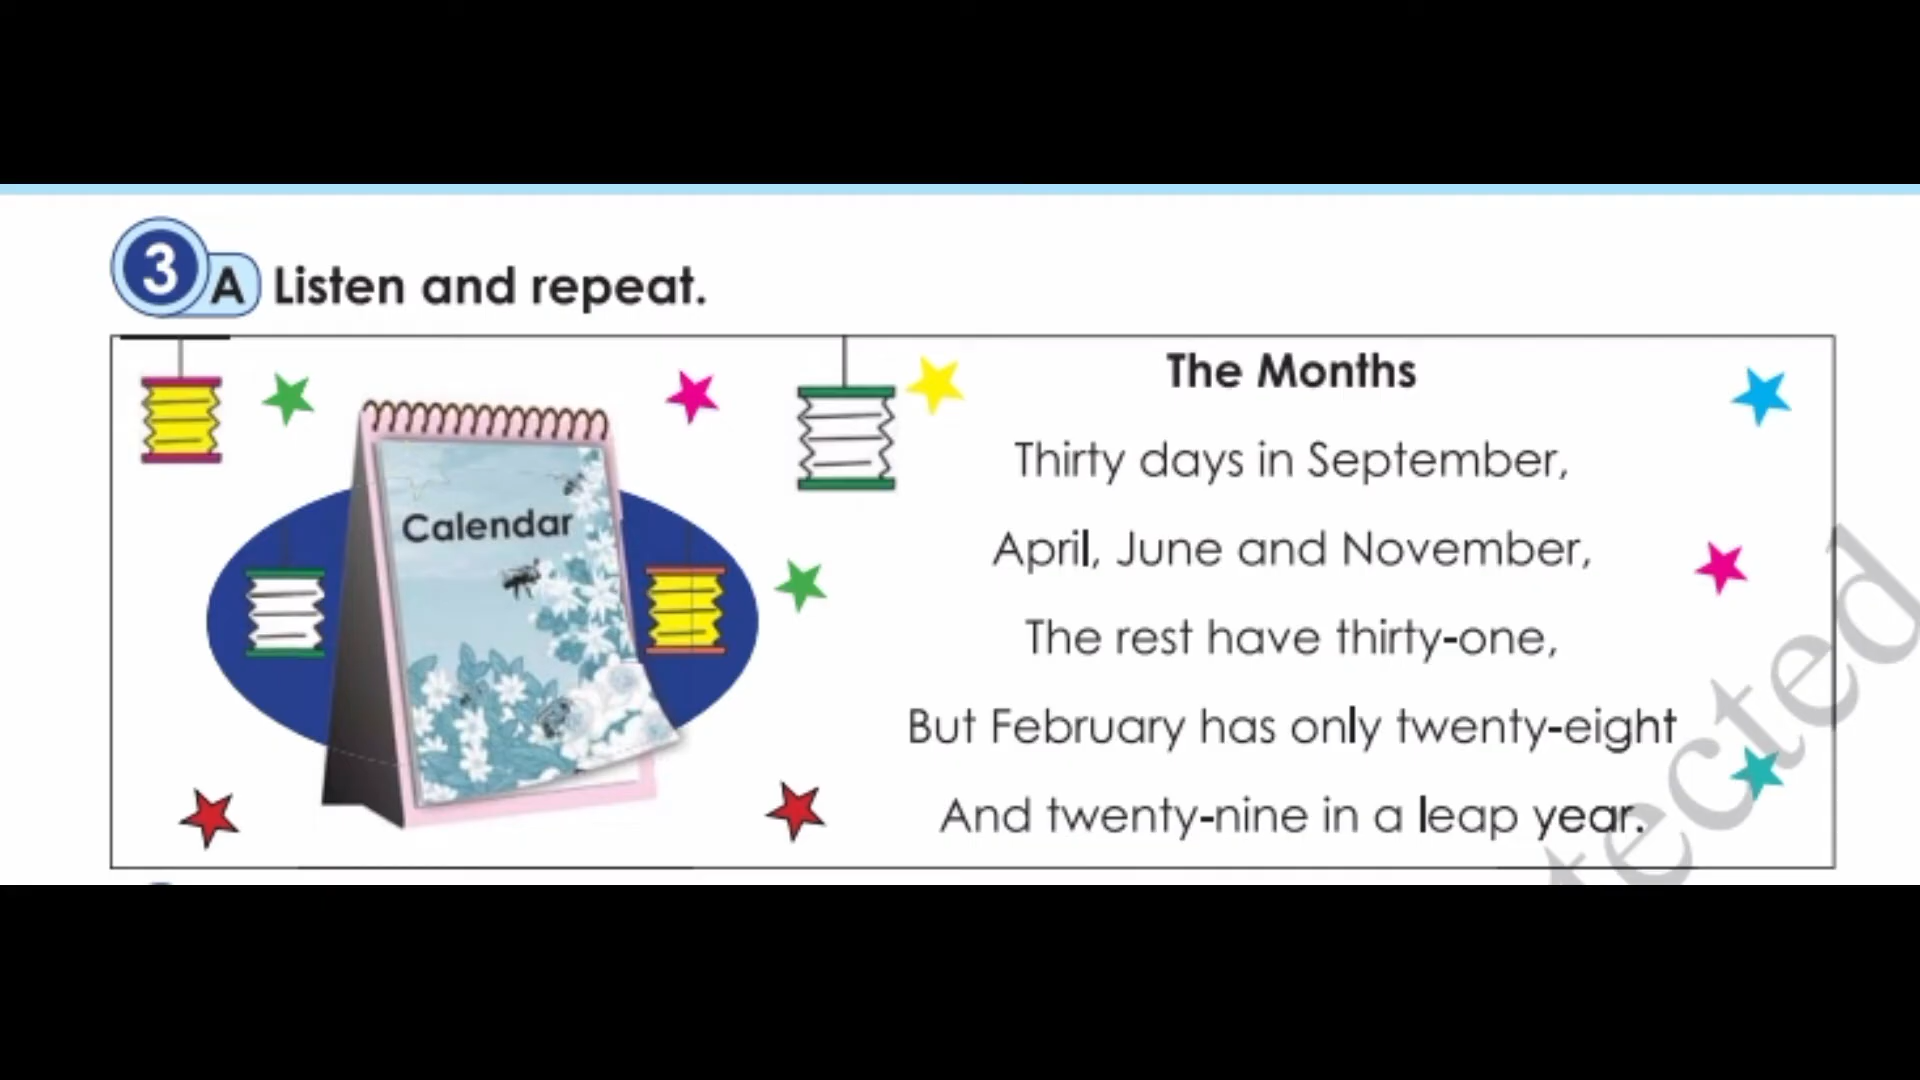 3 A Listen and repeat.
Calendar
The Months
Thirty days in September,
April, June and November,
The rest have thirty-one,
But February has only twenty-eight
And twenty-nine in a leap year.
tected